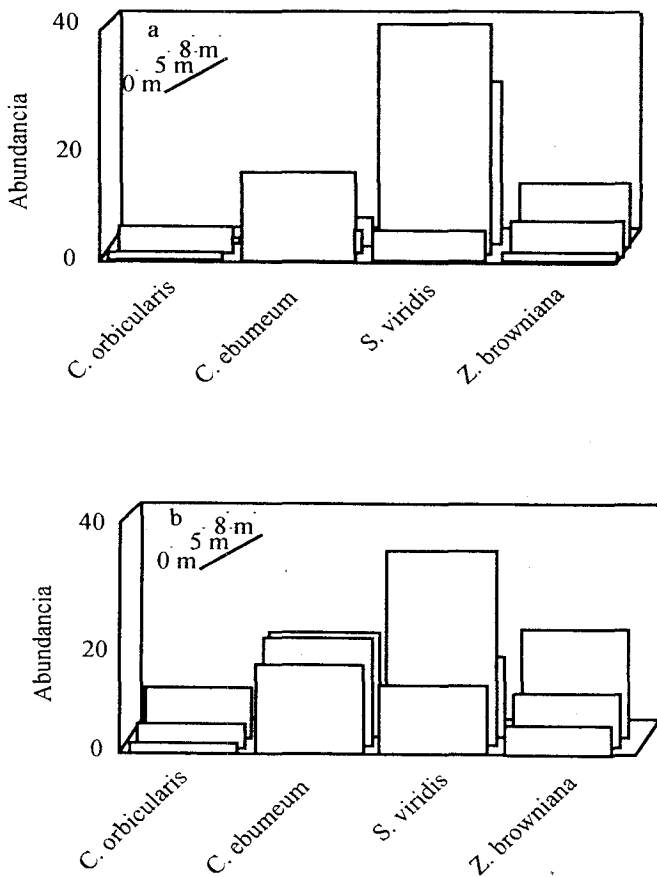 40
a
8 m
5 m
0 m
20
Abundancia
0
C. orbicularis
C. ebumeum
S. viridis
Z. browniana
40
b
8 m
5 m
0 m
20
Abundancia
0
C. orbicularis
C. ebumeum
S. viridis
Z. browniana